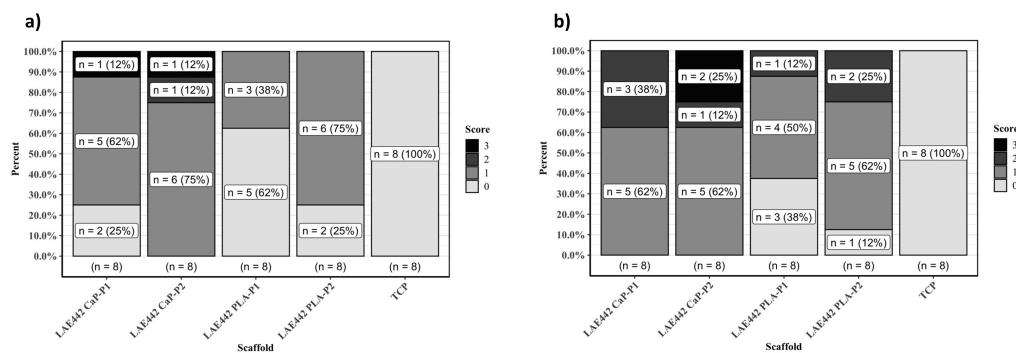 a)
100.0%
90.0%
80.0%
70.0%
60.0%
50.0%
40.0%
30.0%
20.0%
10.0%
0.0%
Percent
n = 1 (12%)
n = 5 (62%)
n = 2 (25%)
n = 1 (12%)
n = 1 (12%)
n = 6 (75%)
n = 3 (38%)
n = 5 (62%)
n = 6 (75%)
n = 2 (25%)
n = 8 (100%)
(n = 8)
(n = 8)
(n = 8)
(n = 8)
(n = 8)
LAE442 CaP-P1
LAE442 CaP-P2
LAE442 PLA-P1
LAE442 PLA-P2
TCP
Scaffold
Score
3
2
1
0
b)
100.0%
90.0%
80.0%
70.0%
60.0%
50.0%
40.0%
30.0%
20.0%
10.0%
0.0%
Percent
n = 3 (38%)
n = 5 (62%)
n = 2 (25%)
n = 1 (12%)
n = 5 (62%)
n = 1 (12%)
n = 4 (50%)
n = 3 (38%)
n = 2 (25%)
n = 5 (62%)
n = 1 (12%)
n = 8 (100%)
(n = 8)
(n = 8)
(n = 8)
(n = 8)
(n = 8)
LAE442 CaP-P1
LAE442 CaP-P2
LAE442 PLA-P1
LAE442 PLA-P2
TCP
Scaffold
Score
3
2
1
0